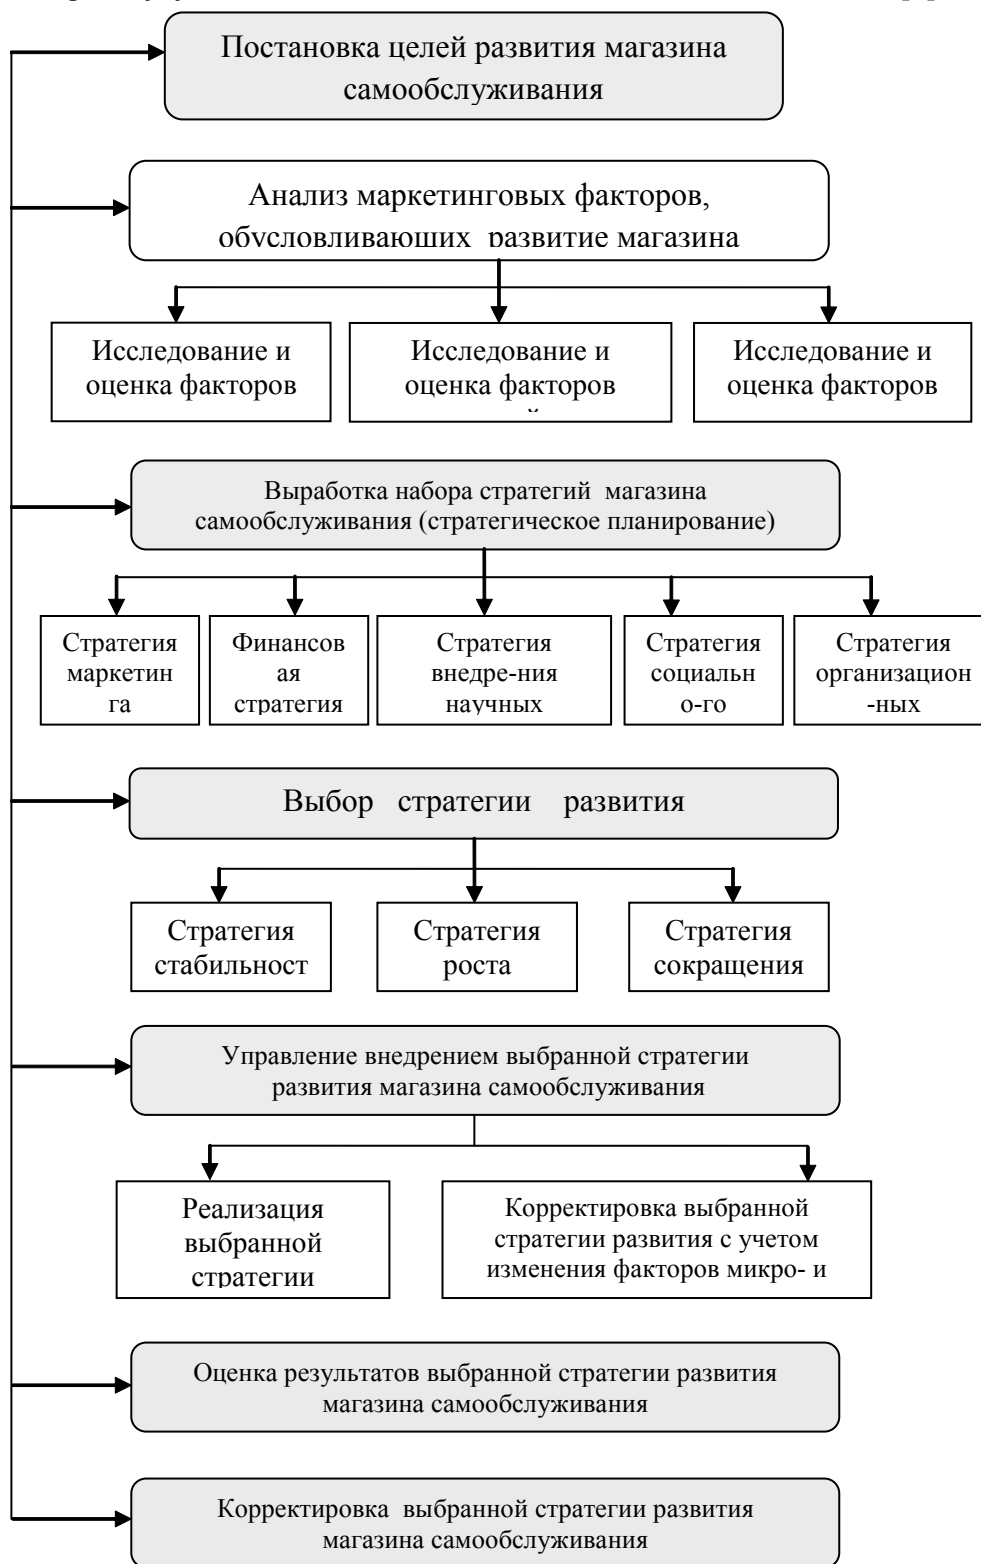 Постановка целей развития магазина
самообслуживания
Анализ маркетинговых факторов,
обусловливающих развитие магазина
Исследование и
оценка факторов
Исследование и
оценка факторов
Исследование и
оценка факторов
Выработка набора стратегий магазина
самообслуживания (стратегическое планирование)
Стратегия
маркетин
га
Финансов
ая
стратегия
Стратегия
внедре-ния
научных
Стратегия
социальн
о-го
Стратегия
организацион
-ных
Выбор стратегии развития
Стратегия
стабильност
Стратегия
роста
Стратегия
сокращения
Управление внедрением выбранной стратегии
развития магазина самообслуживания
Реализация
выбранной
стратегии
Корректировка выбранной
стратегии развития с учетом
изменения факторов микро- и
Оценка результатов выбранной стратегии развития
магазина самообслуживания
Корректировка выбранной стратегии развития
магазина самообслуживания